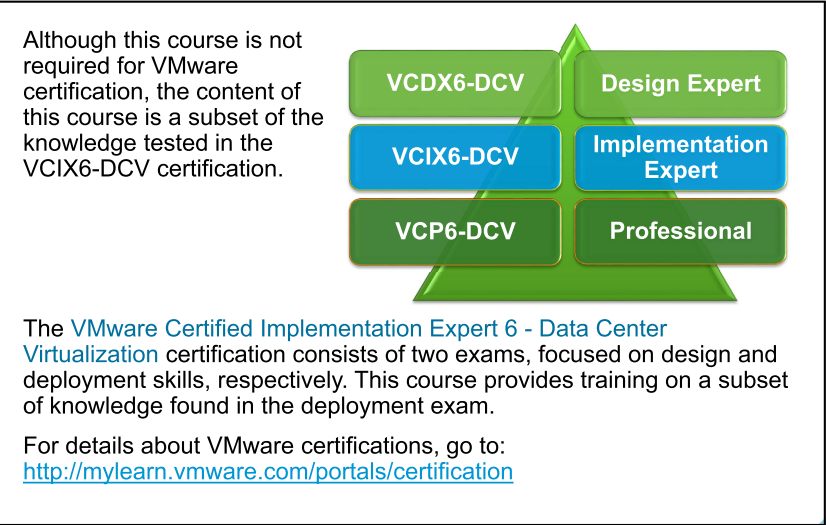 Although this course is not
required for VMware
certification, the content of
this course is a subset of the
knowledge tested in the
VCIX6-DCV certification.
VCDX6-DCV
Design Expert
VCIX6-DCV
Implementation
Expert
VCP6-DCV
Professional
The VMware Certified Implementation Expert 6 - Data Center
Virtualization certification consists of two exams, focused on design and
deployment skills, respectively. This course provides training on a subset
of knowledge found in the deployment exam.
For details about VMware certifications, go to:
http://mylearn.vmware.com/portals/certification